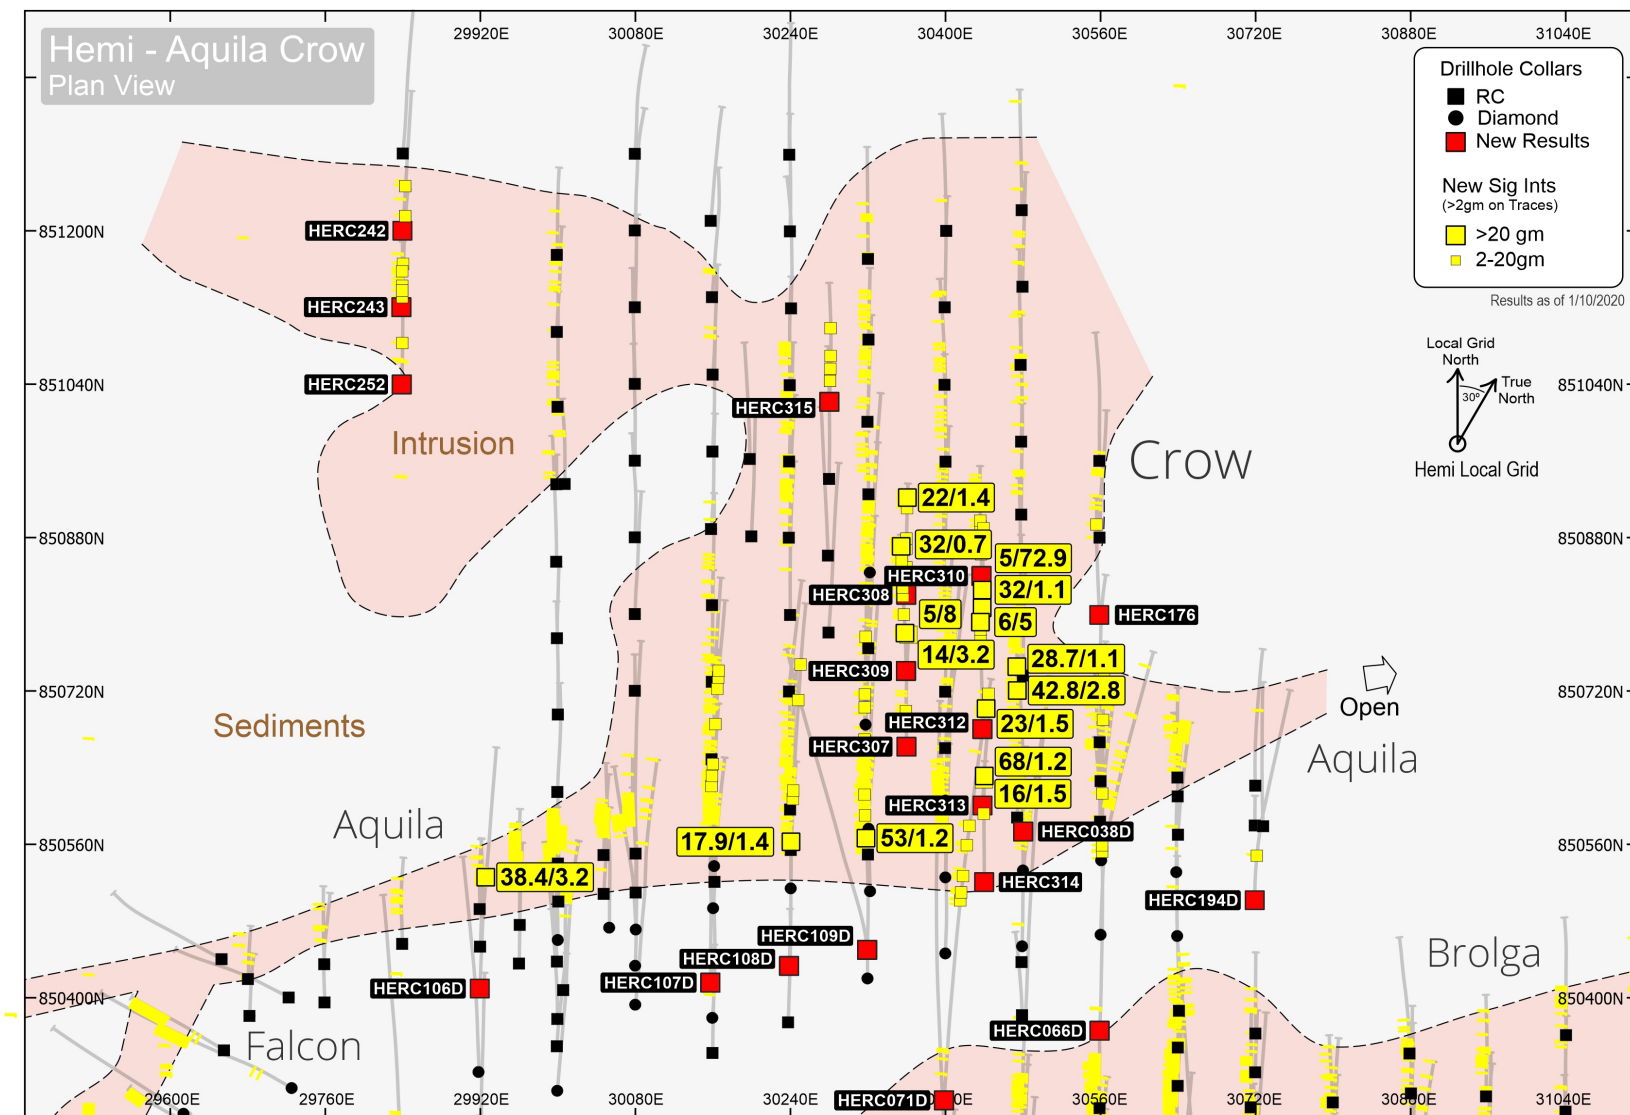 Hemi - Aquila Crow
Plan View
29920E
30080E
30240E
30400E
30560E
30720E
30880E
31040E
Drillhole Collars
RC
Diamond
New Results
New Sig Ints
(>2gm on Traces)
>20 gm
2-20gm
Results as of 1/10/2020
Local Grid
North
True
North
30º
Hemi Local Grid
851200N
HERC242
HERC243
851040N
HERC252
851040N
HERC315
Intrusion
Crow
22/1.4
850880N
32/0.7
5/72.9
850880N
HERC310
HERC308
32/1.1
5/8
6/5
HERC176
14/3.2
28.7/1.1
HERC309
850720N
42.8/2.8
850720N
Open
Sediments
HERC312
23/1.5
HERC307
68/1.2
Aquila
16/1.5
HERC313
Aquila
850560N
17.9/1.4
53/1.2
HERC038D
850560N
38.4/3.2
HERC314
HERC194D
HERC109D
HERC108D
Brolga
HERC107D
HERC106D
850400N
850400N
HERC066D
Falcon
HERC071D
29600E
29760E
29920E
30080E
30240E
30560E
30720E
30880E
31040E